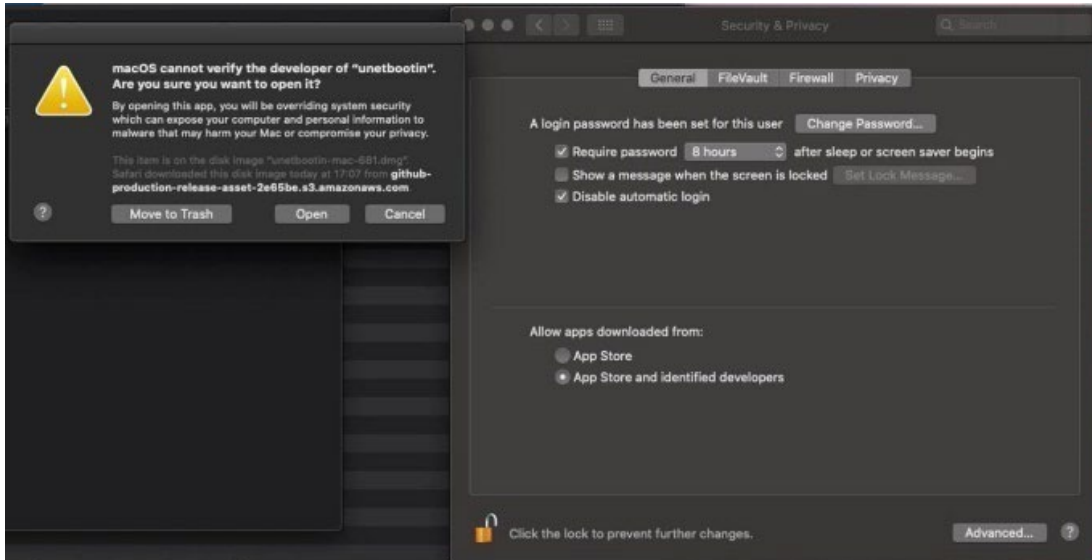 macOS cannot verify the developer of "unetbootin".
Are you sure you want to open it?
By opening this app, you will be overriding system security
which can expose your computer and personal information to
malware that may harm your Mac or compromise your privacy.
This item is on the disk image "unetbootin-mac-681.dmg".
Safari downloaded this disk image today at 17:07 from github-
production-release-asset-2e65be.s3.amazonaws.com.
?
Move to Trash
Open
Cancel
Security & Privacy
Search
General
FileVault
Firewall
Privacy
A login password has been set for this user
Change Password...
Require password
8 hours
after sleep or screen saver begins
Show a message when the screen is locked
Set Lock Message...
Disable automatic login
Allow apps downloaded from:
App Store
App Store and identified developers
Click the lock to prevent further changes.
Advanced...
?